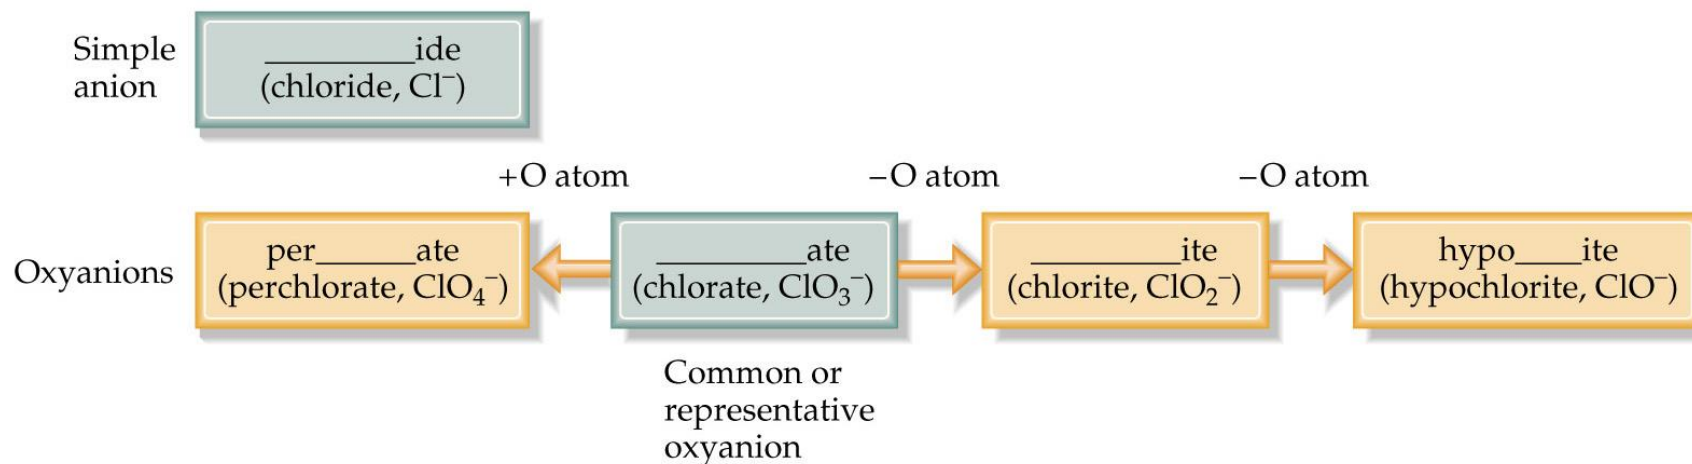 Simple
anion
_________ide
(chloride, Cl⁻)
+O atom
−O atom
−O atom
Oxyanions
per______ate
(perchlorate, ClO₄⁻)
_________ate
(chlorate, ClO₃⁻)
_________ite
(chlorite, ClO₂⁻)
hypo____ite
(hypochlorite, ClO⁻)
Common or
representative
oxyanion